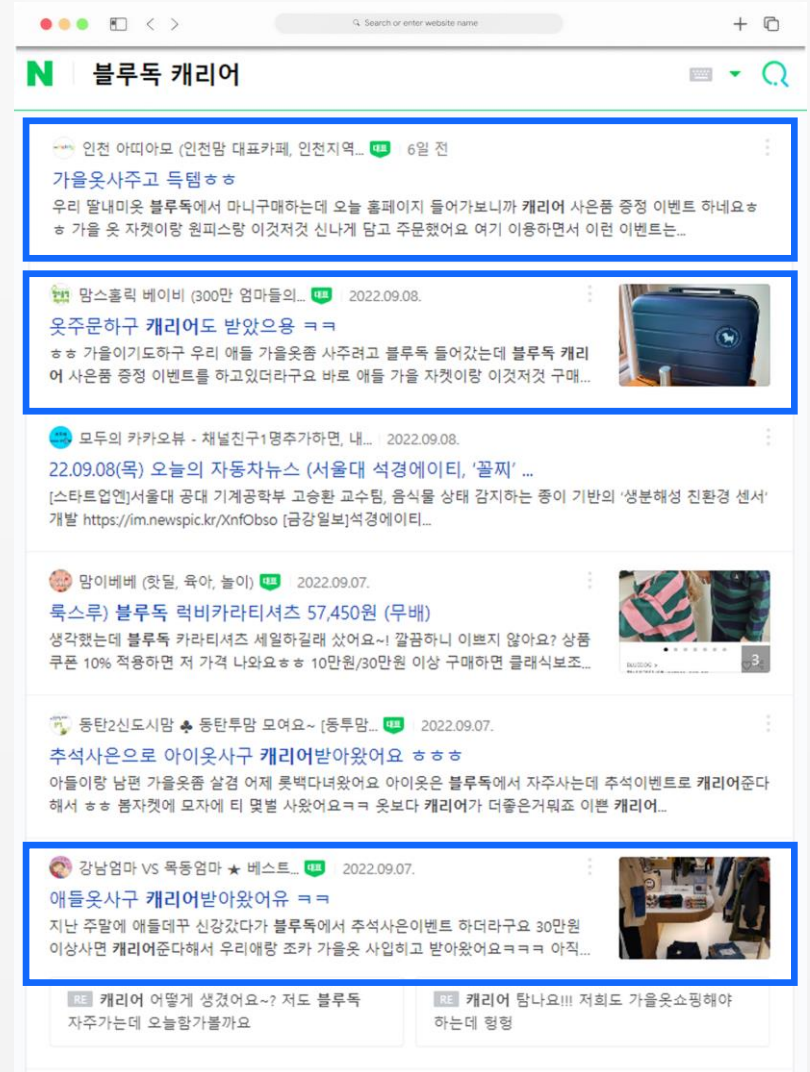 Search or enter website name
N 블루독 캐리어
인천 아띠아모 (인천맘 대표카페, 인천지역... 대표 6일 전
가을옷사주고 득템ㅎㅎ
우리 딸내미옷 블루독에서 마니구매하는데 오늘 홈페이지 들어가보니까 캐리어 사은품 증정 이벤트 하네요ㅎ
ㅎ 가을 옷 자켓이랑 원피스랑 이것저것 신나게 담고 주문했어요 여기 이용하면서 이런 이벤트는...
맘스홀릭 베이비 (300만 엄마들의... 대표 2022.09.08.
옷주문하구 캐리어도 받았으용 ㅋㅋ
ㅎㅎ 가을이기도하구 우리 애들 가을옷좀 사주려고 블루독 들어갔는데 블루독 캐리
어 사은품 증정 이벤트를 하고있더라구요 바로 애들 가을 자켓이랑 이것저것 구매...
모두의 카카오뷰 - 채널친구1명추가하면, 내... 2022.09.08.
22.09.08(목) 오늘의 자동차뉴스 (서울대 석경에이티, '꼴찌' ...
[스타트업엔]서울대 공대 기계공학부 고승환 교수팀, 음식물 상태 감지하는 종이 기반의 '생분해성 친환경 센서'
개발 https://im.newspic.kr/XnfObso [금강일보]석경에이티...
맘이베베 (핫딜, 육아, 놀이) 대표 2022.09.07.
룩스루) 블루독 럭비카라티셔츠 57,450원 (무배)
생각했는데 블루독 카라티셔츠 세일하길래 샀어요~! 깔끔하니 이쁘지 않아요? 상품
쿠폰 10% 적용하면 저 가격 나와요ㅎㅎ 10만원/30만원 이상 구매하면 클래식보조...
3
동탄2신도시맘 ♣ 동탄투맘 모여요~ [동투맘... 대표 2022.09.07.
추석사은으로 아이옷사구 캐리어받아왔어요 ㅎㅎㅎ
아들이랑 남편 가을옷좀 살겸 어제 롯백다녀왔어요 아이옷은 블루독에서 자주사는데 추석이벤트로 캐리어준다
해서 ㅎㅎ 봄자켓에 모자에 티 몇벌 사왔어요ㅋㅋ 옷보다 캐리어가 더좋은거뭐죠 이쁜 캐리어...
강남엄마 VS 목동엄마 ★ 베스트... 대표 2022.09.07.
애들옷사구 캐리어받아왔어유 ㅋㅋ
지난 주말에 애들데꾸 신강갔다가 블루독에서 추석사은이벤트 하더라구요 30만원
이상사면 캐리어준다해서 우리애랑 조카 가을옷 사입히고 받아왔어요ㅋㅋㅋ 아직...
RE 캐리어 어떻게 생겼어요~? 저도 블루독
자주가는데 오늘함가볼까요
RE 캐리어 탐나요!!! 저희도 가을옷쇼핑해야
하는데 헝헝